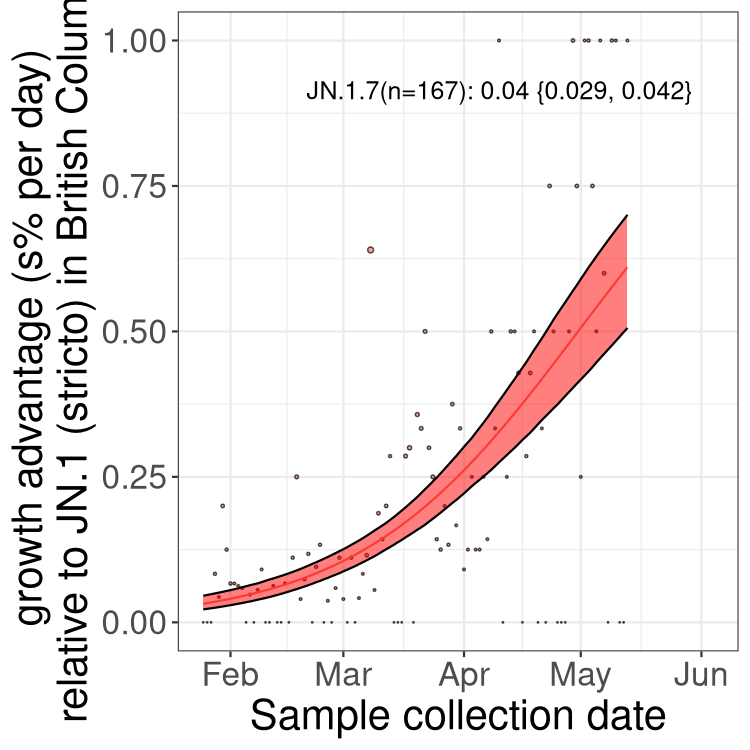 growth advantage (s% per day)
relative to JN.1 (stricto) in British Colum
1.00
0.75
0.50
0.25
0.00
JN.1.7(n=167): 0.04 {0.029, 0.042}
Feb Mar Apr May Jun
Sample collection date